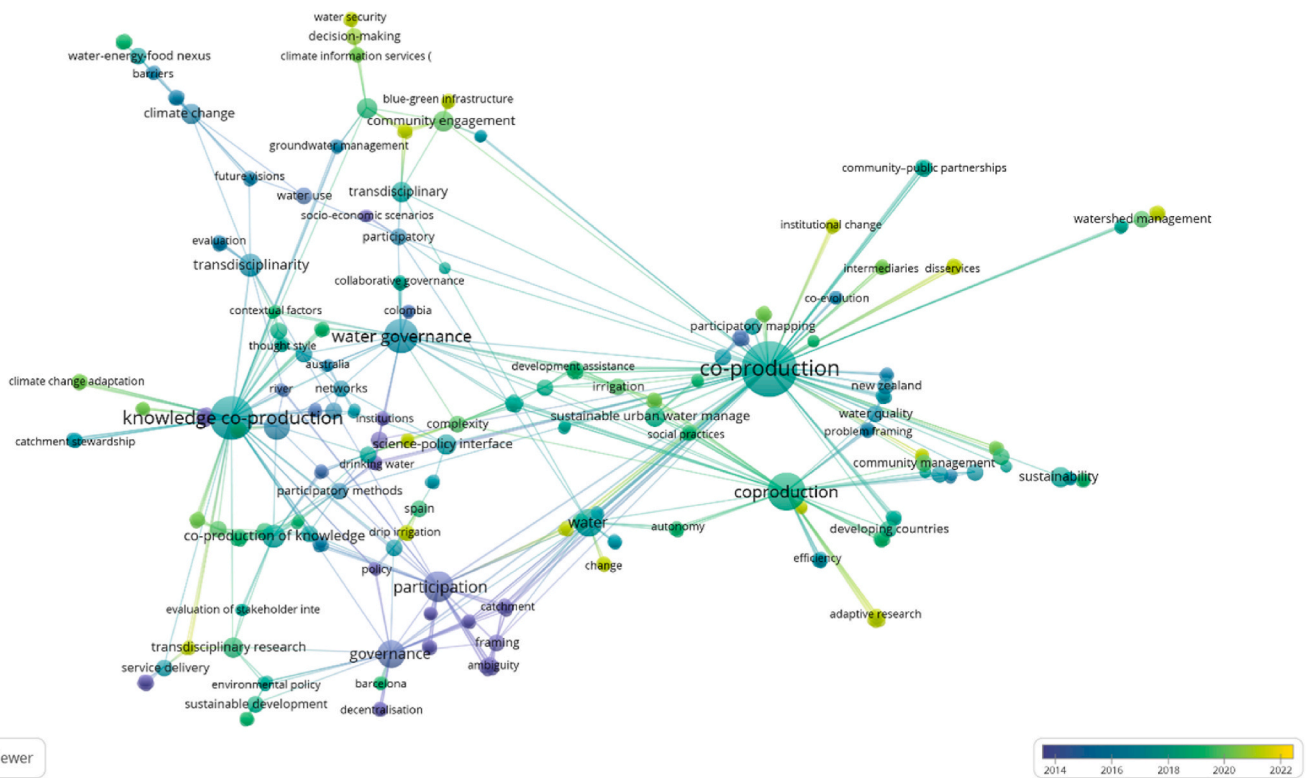 water security
decision-making
climate information services (
water-energy-food nexus
barriers
blue-green infrastructure
climate change
community engagement
groundwater management
community–public partnerships
future visions
transdisciplinary
water use
socio-economic scenarios
watershed management
institutional change
participatory
evaluation
transdisciplinarity
intermediaries
disservices
collaborative governance
co-evolution
contextual factors
colombia
participatory mapping
water governance
thought style
australia
development assistance
co-production
climate change adaptation
river
networks
irrigation
new zealand
knowledge co-production
institutions
sustainable urban water manage
water quality
complexity
social practices
problem framing
catchment stewardship
science-policy interface
drinking water
community management
sustainability
participatory methods
coproduction
spain
water
autonomy
developing countries
co-production of knowledge
drip irrigation
efficiency
change
policy
participation
evaluation of stakeholder inte
catchment
adaptive research
transdisciplinary research
framing
governance
service delivery
ambiguity
environmental policy
barcelona
sustainable development
decentralisation
ewer
2014 2016 2018 2020 2022